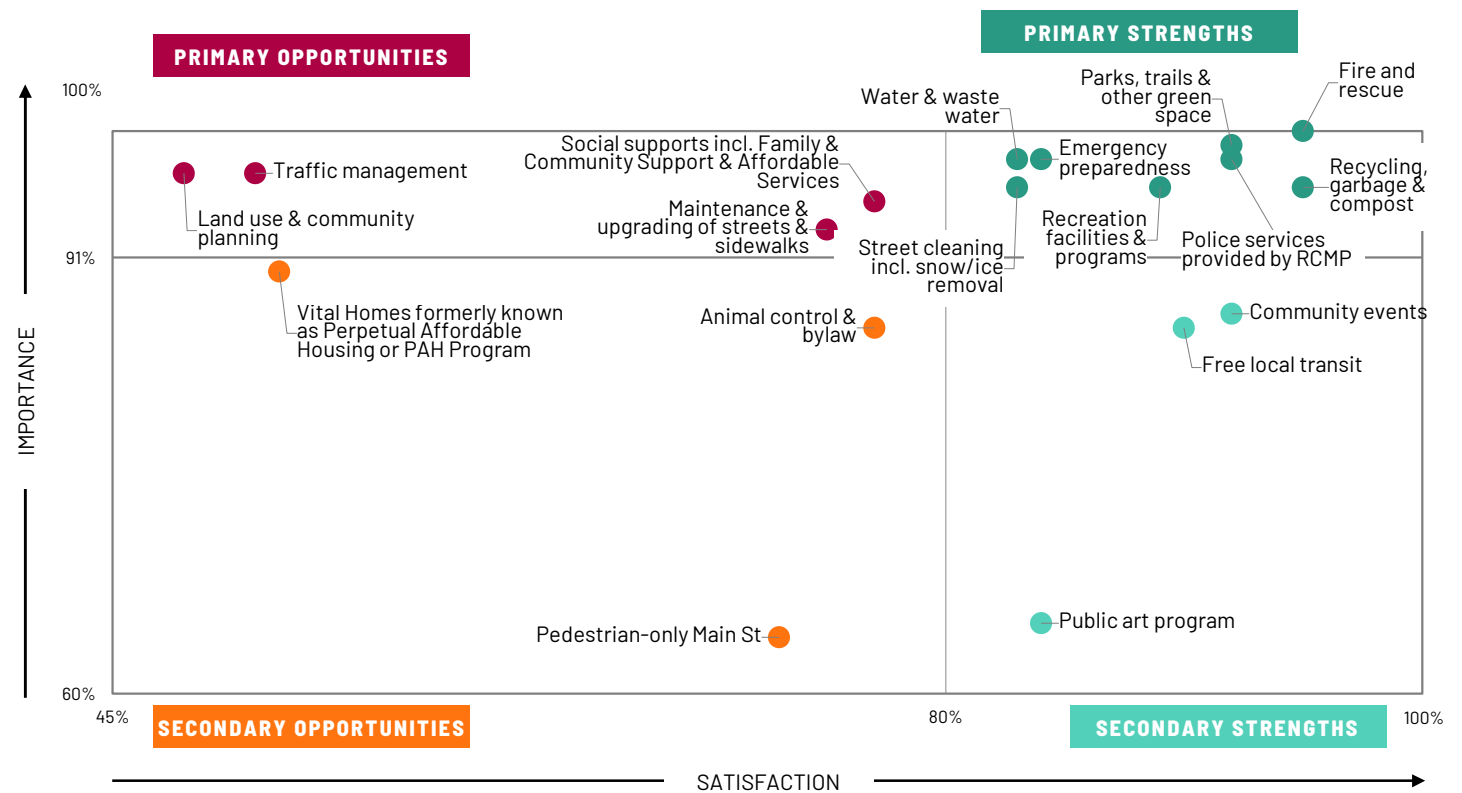 PRIMARY OPPORTUNITIES
PRIMARY STRENGTHS
100%
Fire and
rescue
Parks, trails &
other green
space
Water & waste
water
Social supports incl. Family &
Community Support & Affordable
Services
Emergency
preparedness
Traffic management
Recycling,
garbage &
compost
Land use & community
planning
Maintenance &
upgrading of streets &
sidewalks
Recreation
facilities &
programs
Police services
provided by RCMP
Street cleaning
incl. snow/ice
removal
91%
Vital Homes formerly known
as Perpetual Affordable
Housing or PAH Program
Animal control &
bylaw
Community events
Free local transit
IMPORTANCE
Public art program
Pedestrian-only Main St
60%
45%
80%
100%
SECONDARY OPPORTUNITIES
SECONDARY STRENGTHS
SATISFACTION